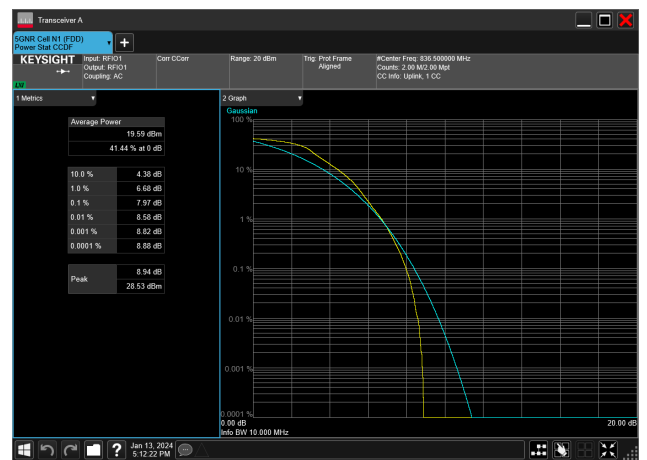 Transceiver A
5GNR Cell N1 (FDD)
Power Stat CCDF
KEYSIGHT
Input: RFIO1
Output: RFIO1
Coupling: AC
Corr CCorr
Range: 20 dBm
Trig: Prot Frame
Aligned
#Center Freq: 836.500000 MHz
Counts: 2.00 M/2.00 Mpt
CC Info: Uplink, 1 CC
1 Metrics
Average Power
19.59 dBm
41.44 % at 0 dB
10.0 % 4.38 dB
1.0 % 6.68 dB
0.1 % 7.97 dB
0.01 % 8.58 dB
0.001 % 8.82 dB
0.0001 % 8.88 dB
Peak 8.94 dB
28.53 dBm
2 Graph
Gaussian
100 %
10 %
1 %
0.1 %
0.01 %
0.001 %
0.0001 %
0.00 dB 20.00 dB
Info BW 10.000 MHz
Jan 13, 2024
5:12:22 PM